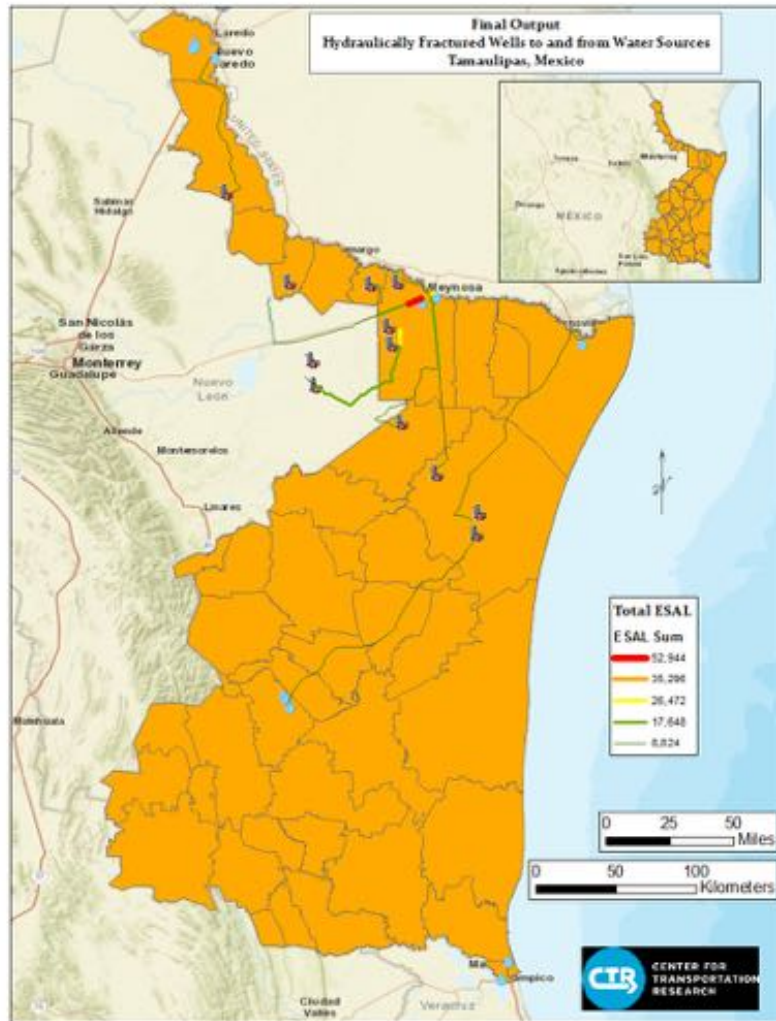 Final Output
Hydraulically Fractured Wells to and from Water Sources
Tamaulipas, Mexico
Laredo
Nuevo
Laredo
UNITED STATES
Sabinas
Hidalgo
Monterrey
MÉXICO
Reynosa
San Nicolás
de los
Garza
Monterrey
Guadalupe
Nuevo
León
Allende
Montemorelos
Linares
Total ESAL
ESAL Sum
52,944
35,296
26,472
17,648
8,824
Matehuala
0 25 50
Miles
0 50 100
Kilometers
CTR
CENTER FOR
TRANSPORTATION
RESEARCH
Ciudad
Valles
Veracruz